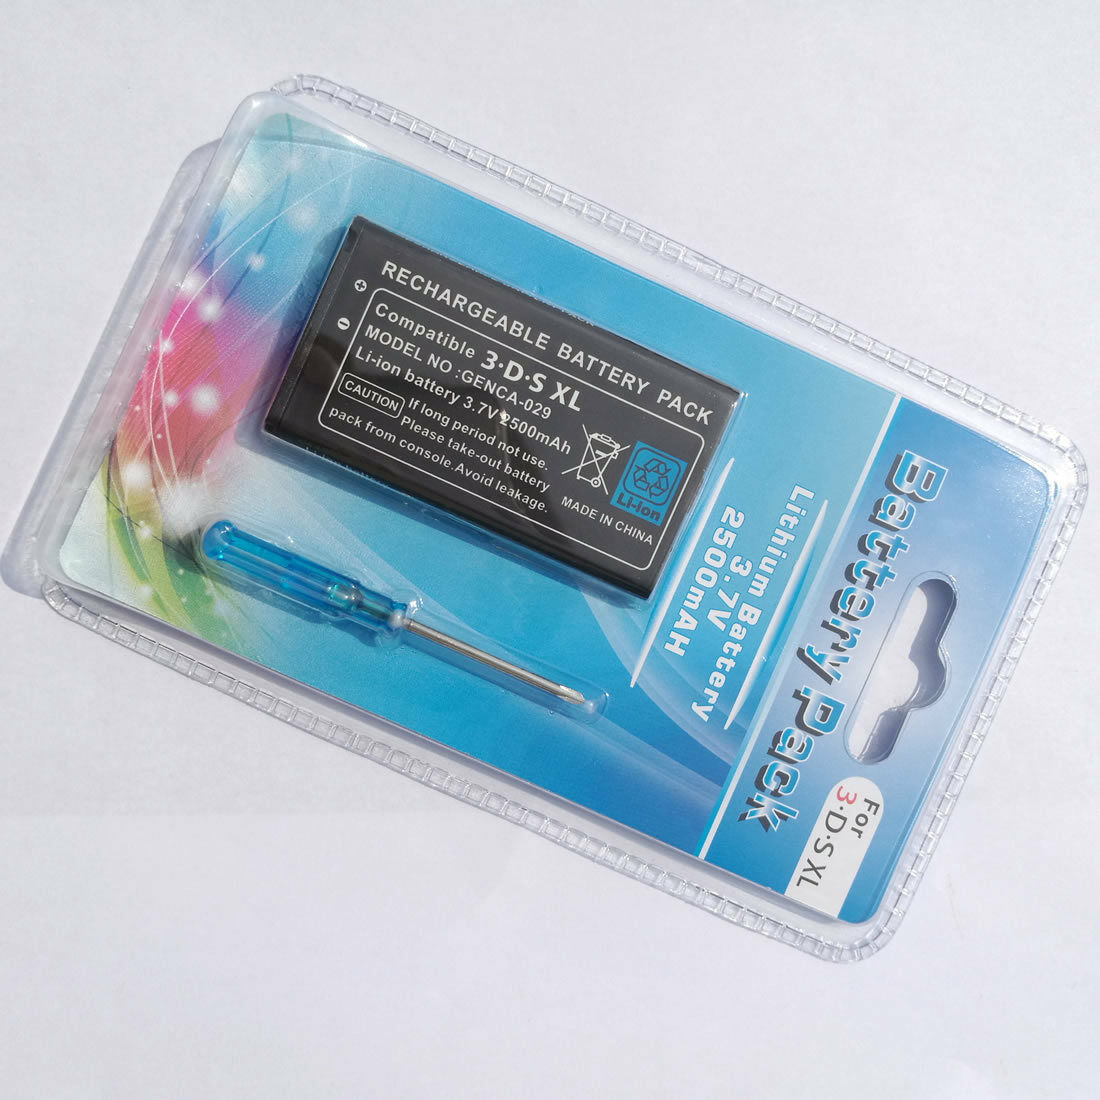 RECHARGEABLE BATTERY PACK
Compatible 3·D·S XL
MODEL NO :GENCA-029
Li-ion battery 3.7V 2500mAh
CAUTION If long period not use.
Please take-out battery
pack from console.Avoid leakage.
Li-ion
MADE IN CHINA
Lithium Battery
3.7V
2500mAH
Battery Pack
For
3·D·S XL